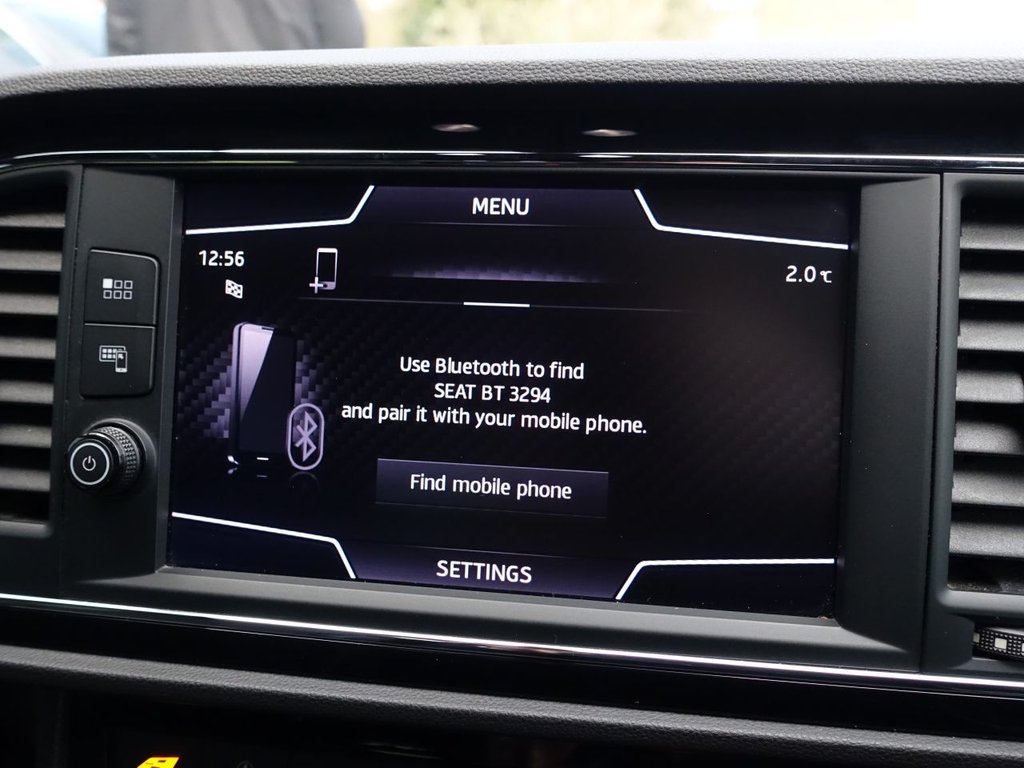 MENU
12:56
2.0°C
Use Bluetooth to find
SEAT BT 3294
and pair it with your mobile phone.
Find mobile phone
SETTINGS